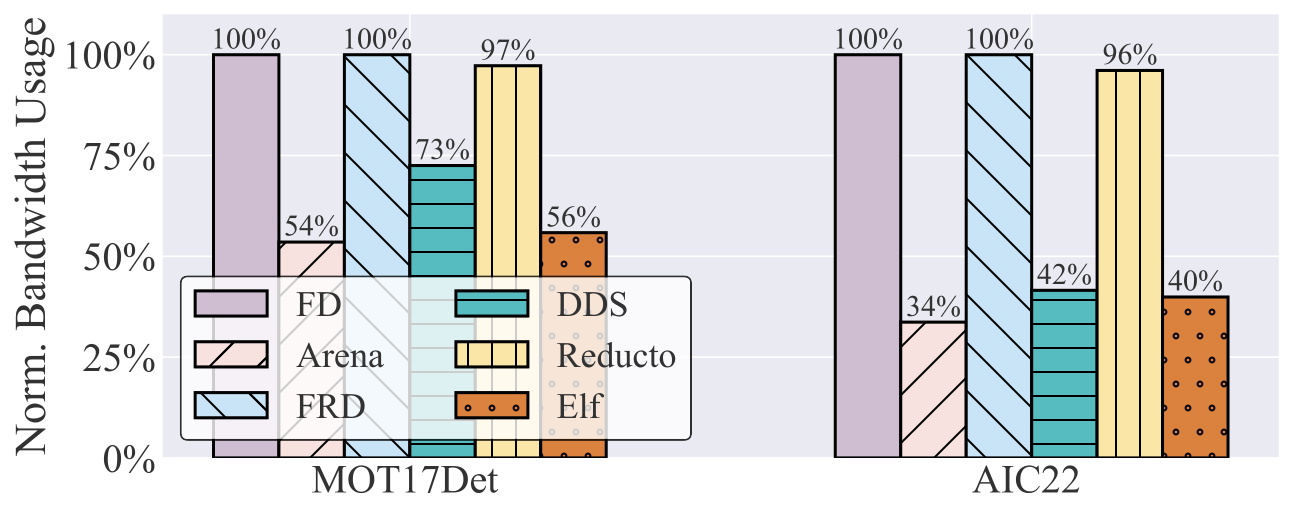 Norm. Bandwidth Usage
100%
75%
50%
25%
0%
100%
54%
100%
73%
97%
56%
100%
34%
100%
42%
96%
40%
FD
Arena
FRD
DDS
Reducto
Elf
MOT17Det
AIC22